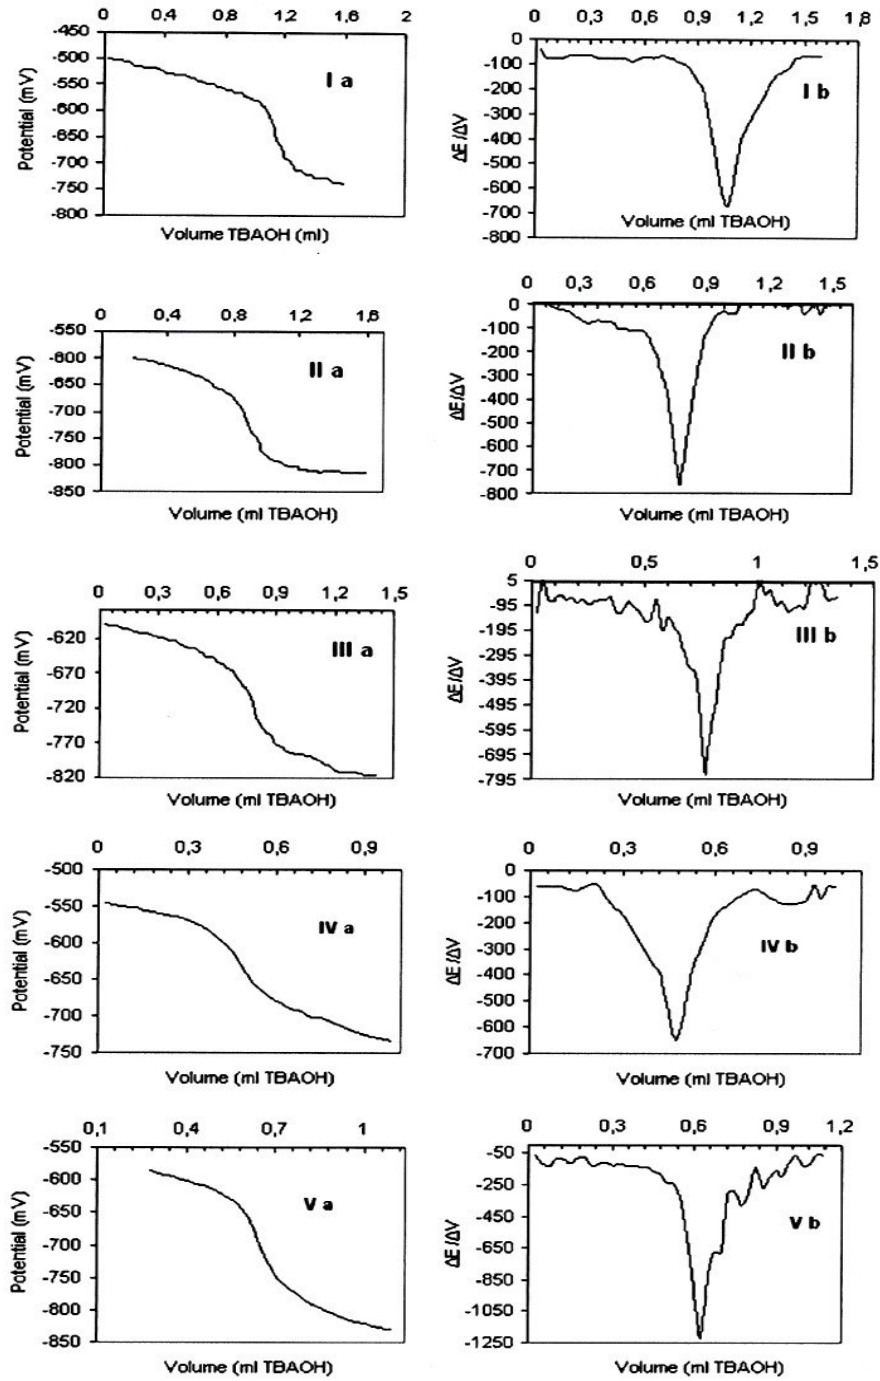 0 0,4 0,8 1,2 1,6 2
-450
-500
-550
-600
-650
-700
-750
-800
Potential (mV)
I a
Volume TBAOH (ml)
0 0,3 0,6 0,9 1,2 1,5 1,8
0
-100
-200
-300
-400
-500
-600
-700
-800
ΔE/ΔV
I b
Volume (ml TBAOH)
0 0,4 0,8 1,2 1,6
-550
-600
-650
-700
-750
-800
-850
Potential (mV)
II a
Volume (ml TBAOH)
0 0,3 0,6 0,9 1,2 1,5
0
-100
-200
-300
-400
-500
-600
-700
-800
ΔE/ΔV
II b
Volume (ml TBAOH)
0 0,3 0,6 0,9 1,2 1,5
-620
-670
-720
-770
-820
Potential (mV)
III a
Volume (ml TBAOH)
0 0,5 1 1,5
5
-95
-195
-295
-395
-495
-595
-695
-795
ΔE/ΔV
III b
Volume (ml TBAOH)
0 0,3 0,6 0,9
-500
-550
-600
-650
-700
-750
Potential (mV)
IV a
Volume (ml TBAOH)
0 0,3 0,6 0,9
0
-100
-200
-300
-400
-500
-600
-700
ΔE/ΔV
IV b
Volume (ml TBAOH)
0,1 0,4 0,7 1
-550
-600
-650
-700
-750
-800
-850
Potential (mV)
V a
Volume (ml TBAOH)
0 0,3 0,6 0,9 1,2
-50
-250
-450
-650
-850
-1050
-1250
ΔE/ΔV
V b
Volume (ml TBAOH)